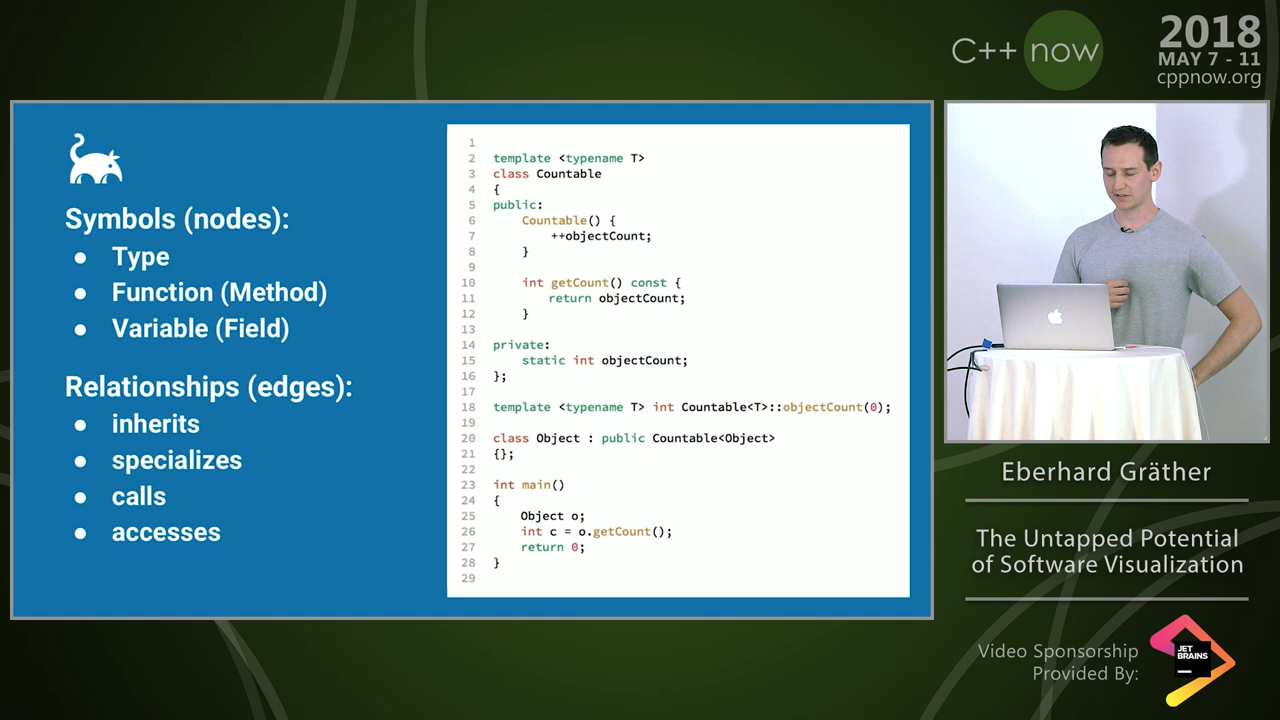 C++ now
2018
MAY 7 - 11
cppnow.org
Symbols (nodes):
● Type
● Function (Method)
● Variable (Field)
Relationships (edges):
● inherits
● specializes
● calls
● accesses
1
2 template <typename T>
3 class Countable
4 {
5 public:
6 Countable() {
7 ++objectCount;
8 }
9
10 int getCount() const {
11 return objectCount;
12 }
13
14 private:
15 static int objectCount;
16 };
17
18 template <typename T> int Countable<T>::objectCount(0);
19
20 class Object : public Countable<Object>
21 {};
22
23 int main()
24 {
25 Object o;
26 int c = o.getCount();
27 return 0;
28 }
29
Eberhard Gräther
The Untapped Potential
of Software Visualization
Video Sponsorship
Provided By:
JET
BRAINS